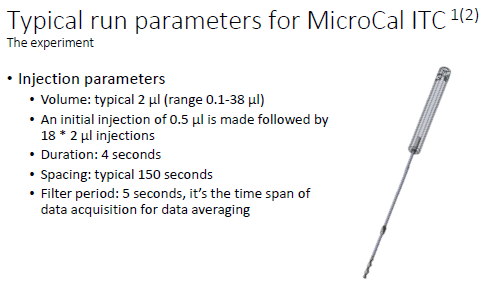 Typical run parameters for MicroCal ITC 1(2)
The experiment
• Injection parameters
• Volume: typical 2 µl (range 0.1-38 µl)
• An initial injection of 0.5 µl is made followed by
18 * 2 µl injections
• Duration: 4 seconds
• Spacing: typical 150 seconds
• Filter period: 5 seconds, it's the time span of
data acquisition for data averaging